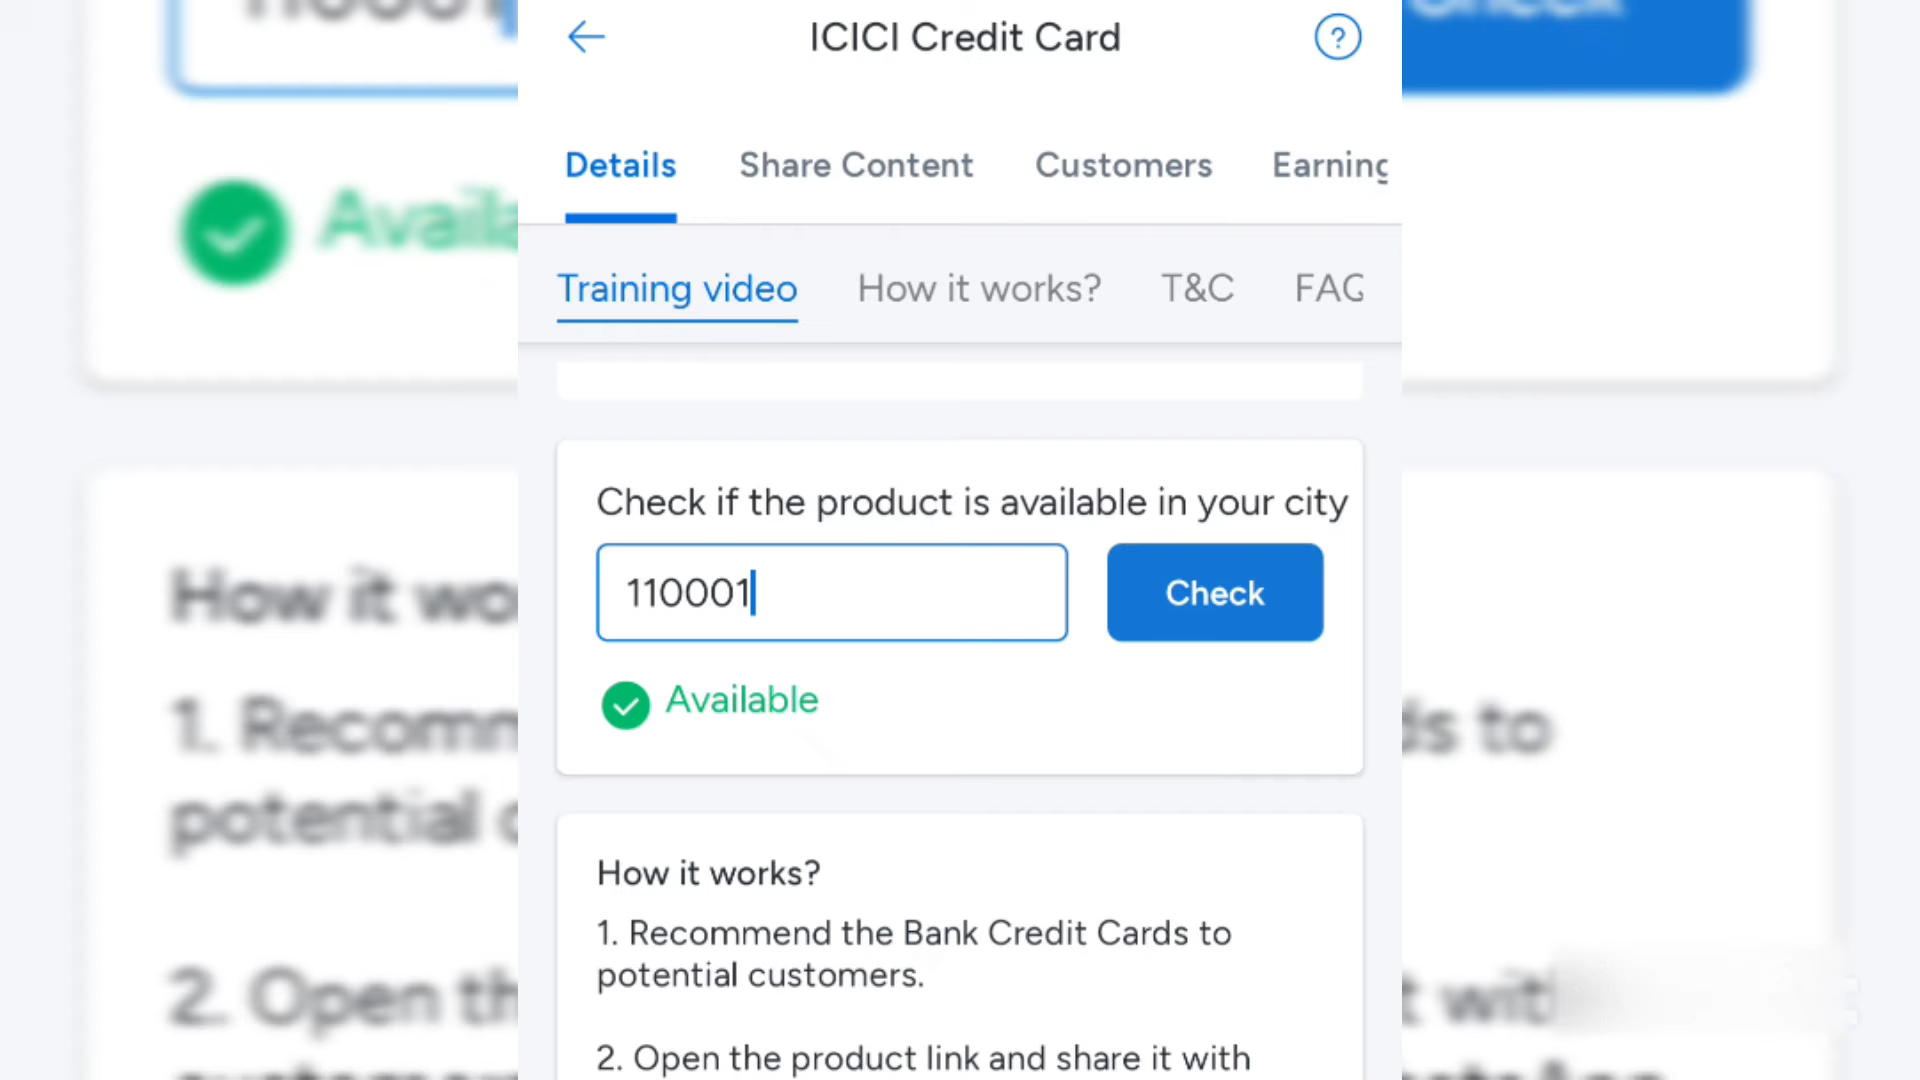 ICICI Credit Card
?
Details Share Content Customers Earning
Training video How it works? T&C FAQ
Check if the product is available in your city
110001 Check
Available
How it works?
1. Recommend the Bank Credit Cards to
potential customers.
2. Open the product link and share it with